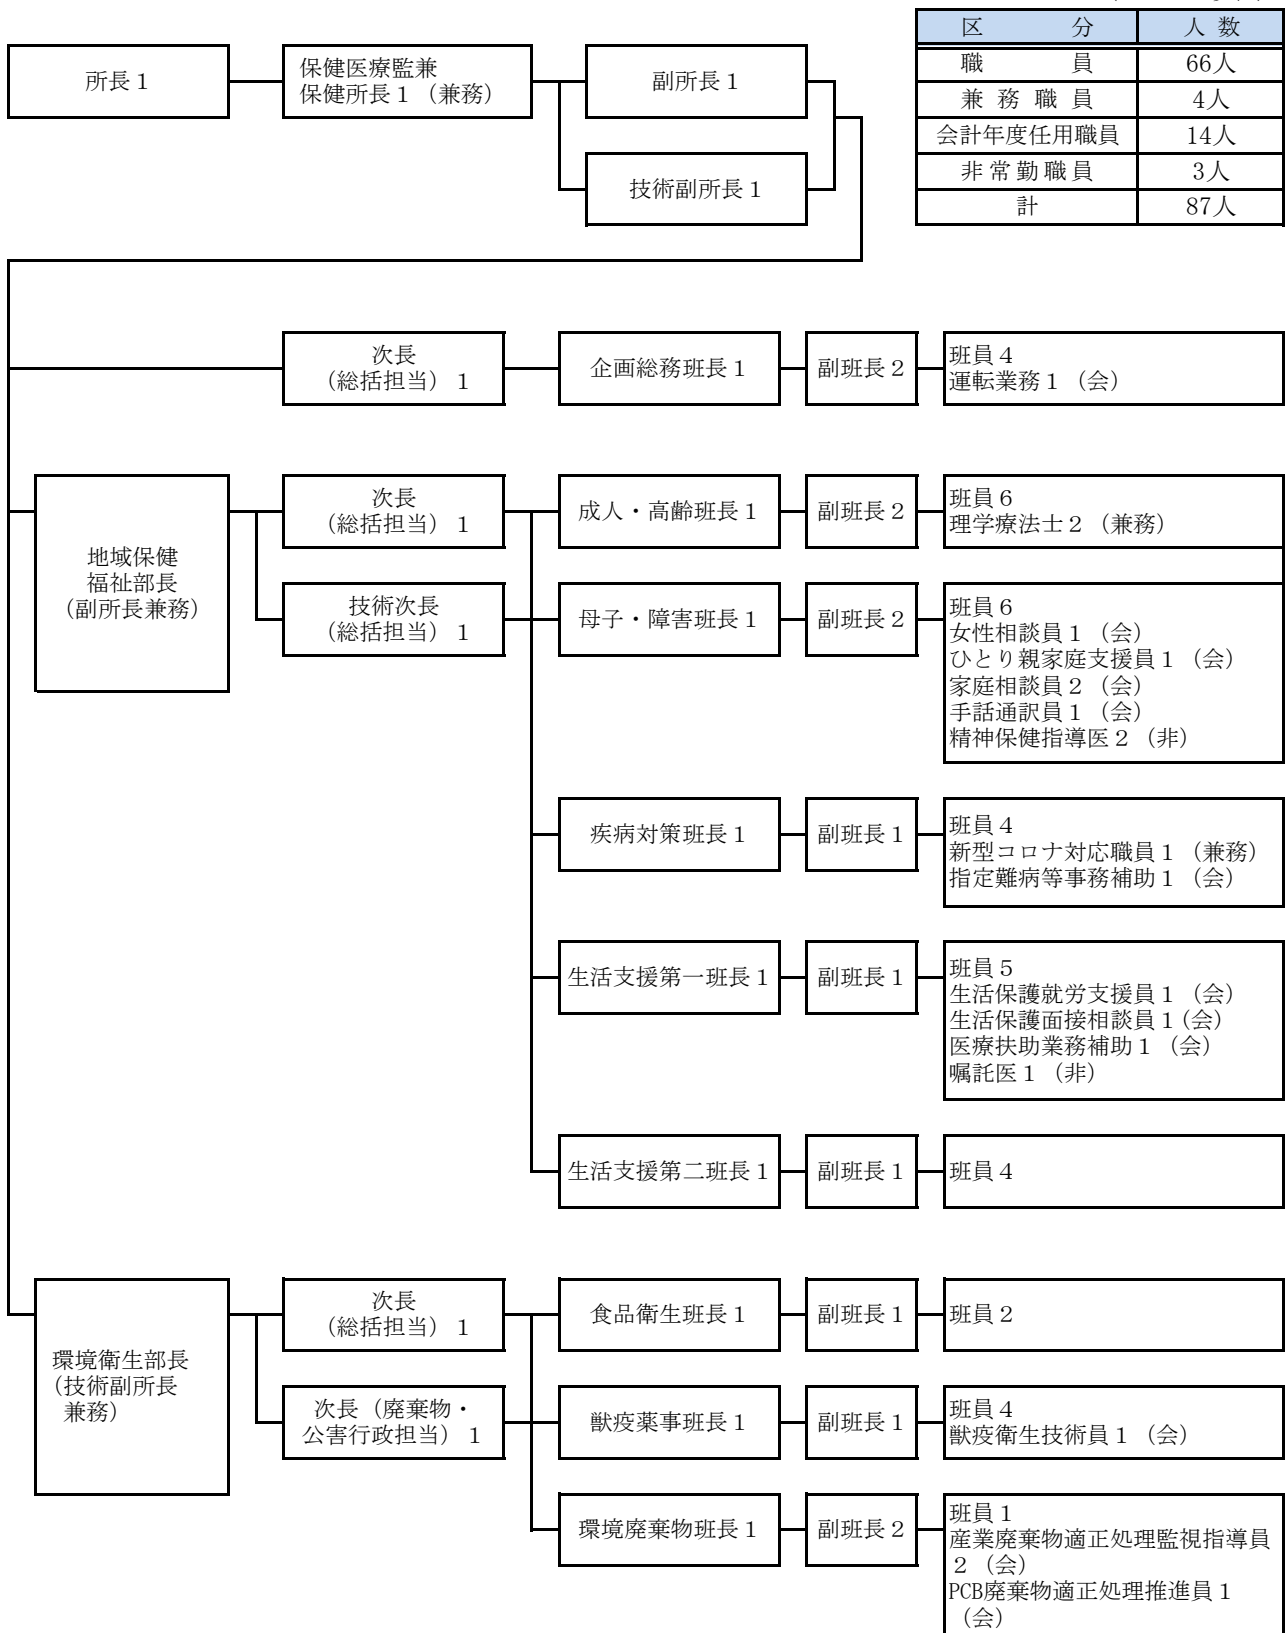 区　　　分　人 数
職　　　員　66人
兼 務 職 員　4人
会計年度任用職員　14人
非常勤職員　3人
計　87人
所長１
保健医療監兼
保健所長１（兼務）
副所長１
技術副所長１
次長
（総括担当）１
企画総務班長１
副班長２
班員４
運転業務１（会）
地域保健
福祉部長
（副所長兼務）
次長
（総括担当）１
技術次長
（総括担当）１
成人・高齢班長１
副班長２
班員６
理学療法士２（兼務）
母子・障害班長１
副班長２
班員６
女性相談員１（会）
ひとり親家庭支援員１（会）
家庭相談員２（会）
手話通訳員１（会）
精神保健指導医２（非）
疾病対策班長１
副班長１
班員４
新型コロナ対応職員１（兼務）
指定難病等事務補助１（会）
生活支援第一班長１
副班長１
班員５
生活保護就労支援員１（会）
生活保護面接相談員１(会）
医療扶助業務補助１（会）
嘱託医１（非）
生活支援第二班長１
副班長１
班員４
環境衛生部長
（技術副所長
兼務）
次長
（総括担当）１
次長（廃棄物・
公害行政担当）１
食品衛生班長１
副班長１
班員２
獣疫薬事班長１
副班長１
班員４
獣疫衛生技術員１（会）
環境廃棄物班長１
副班長２
班員１
産業廃棄物適正処理監視指導員
２（会）
PCB廃棄物適正処理推進員１
（会）